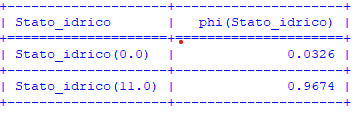 Stato_idrico | phi(Stato_idrico) |
Stato_idrico(0.0) | 0.0326 |
Stato_idrico(11.0) | 0.9674 |